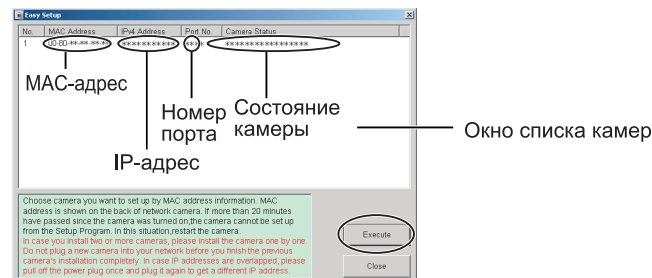 Easy Setup
No. MAC Address IPv4 Address Port No. Camera Status
1 00-80-**-**-**-** *********** **** *****************
MAC-адрес
Номер порта
Состояние камеры
IP-адрес
Окно списка камер
Choose camera you want to set up by MAC address information. MAC
address is shown on the back of network camera. If more than 20 minutes
have passed since the camera was turned on,the camera cannot be set up
from the Setup Program. In this situation,restart the camera.
In case you install two or more cameras, please install the camera one by one.
Do not plug a new camera into your network before you finish the previous
camera's installation completely. In case IP addresses are overlapped, please
pull off the power plug once and plug it again to get a different IP address.
Execute
Close